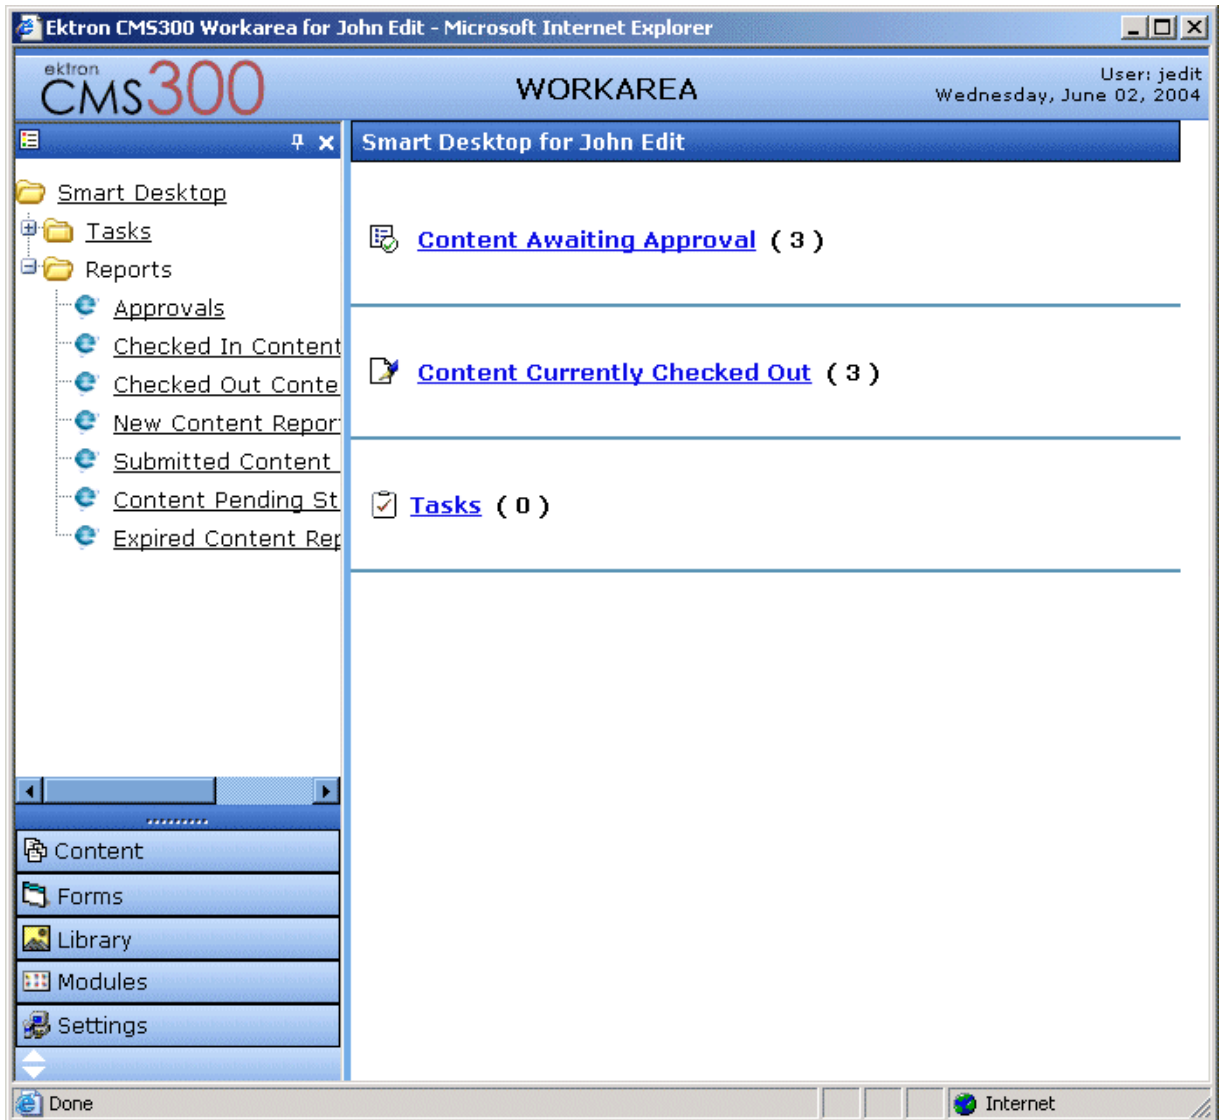 Ektron CMS300 Workarea for John Edit - Microsoft Internet Explorer
ektron
CMS300
WORKAREA
User: jedit
Wednesday, June 02, 2004
Smart Desktop for John Edit
Smart Desktop
Tasks
Reports
Approvals
Checked In Content
Checked Out Conte
New Content Repor
Submitted Content
Content Pending St
Expired Content Rep
Content Awaiting Approval ( 3 )
Content Currently Checked Out ( 3 )
Tasks ( 0 )
Content
Forms
Library
Modules
Settings
Done
Internet